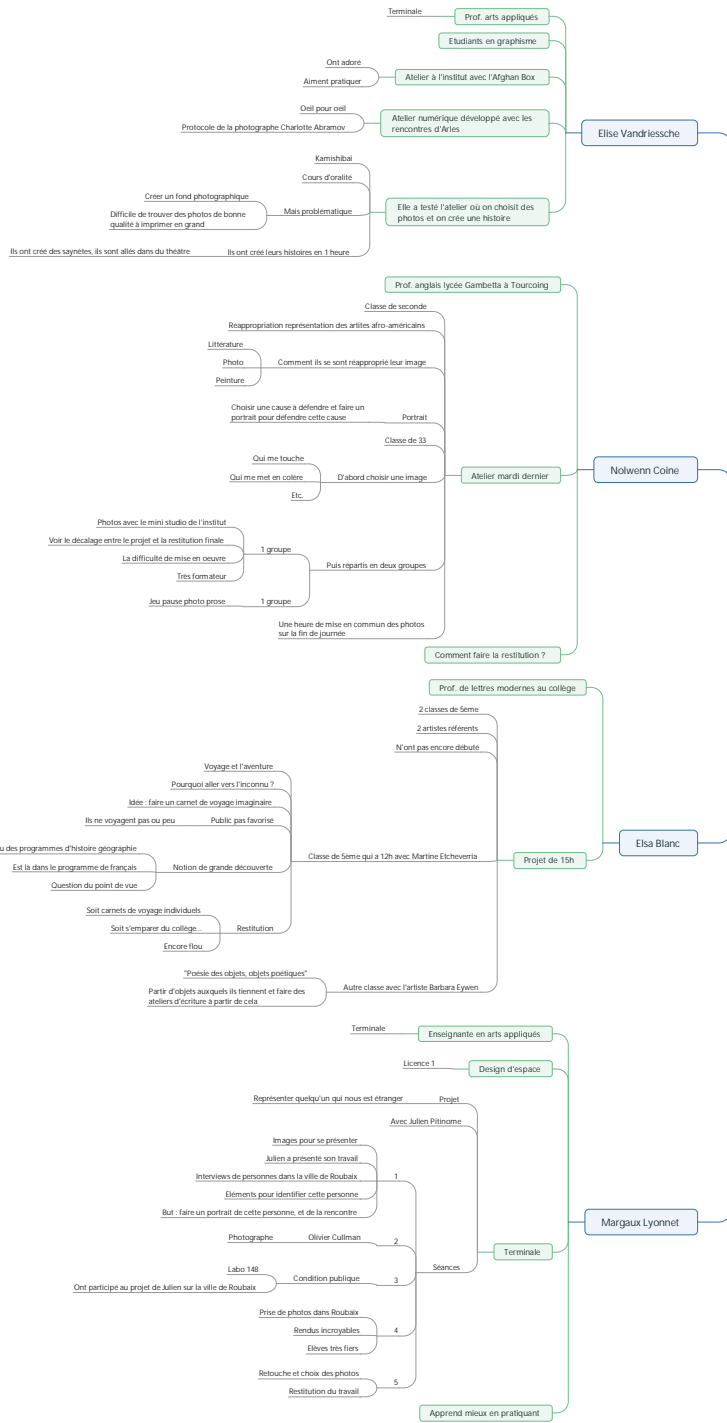 Terminale
Prof. arts appliqués
Etudiants en graphisme
Ont adoré
Aiment pratiquer
Atelier à l'institut avec l'Afghan Box
Oeil pour oeil
Protocole de la photographe Charlotte Abramov
Atelier numérique développé avec les
rencontres d'Arles
Elise Vandriessche
Kamishibai
Cours d'oralité
Créer un fond photographique
Difficile de trouver des photos de bonne
qualité à imprimer en grand
Mais problématique
Elle a testé l'atelier où on choisit des
photos et on crée une histoire
Ils ont créé des saynètes, ils sont allés dans du théâtre
Ils ont créé leurs histoires en 1 heure
Prof. anglais lycée Gambetta à Tourcoing
Classe de seconde
Réappropriation représentation des artites afro-américains
Littérature
Photo
Peinture
Comment ils se sont réapproprié leur image
Choisir une cause à défendre et faire un
portrait pour défendre cette cause
Portrait
Classe de 33
Qui me touche
Qui me met en colère
Etc.
D'abord choisir une image
Atelier mardi dernier
Nolwenn Coine
Photos avec le mini studio de l'institut
Voir le décalage entre le projet et la restitution finale
La difficulté de mise en oeuvre
Très formateur
1 groupe
Puis répartis en deux groupes
Jeu pause photo prose
1 groupe
Une heure de mise en commun des photos
sur la fin de journée
Comment faire la restitution ?
Prof. de lettres modernes au collège
2 classes de 5ème
2 artistes référents
N'ont pas encore débuté
Voyage et l'aventure
Pourquoi aller vers l'inconnu ?
Idée : faire un carnet de voyage imaginaire
Ils ne voyagent pas ou peu
Public pas favorisé
u des programmes d'histoire géographie
Est là dans le programme de français
Question du point de vue
Notion de grande découverte
Classe de 5ème qui a 12h avec Martine Etcheverria
Projet de 15h
Elsa Blanc
Soit carnets de voyage individuels
Soit s'emparer du collège...
Encore flou
Restitution
"Poésie des objets, objets poétiques"
Partir d'objets auxquels ils tiennent et faire des
ateliers d'écriture à partir de cela
Autre classe avec l'artiste Barbara Eywen
Terminale
Enseignante en arts appliqués
Licence 1
Design d'espace
Représenter quelqu'un qui nous est étranger
Projet
Avec Julien Pitinome
Images pour se présenter
Julien a présenté son travail
Interviews de personnes dans la ville de Roubaix
Eléments pour identifier cette personne
But : faire un portrait de cette personne, et de la rencontre
1
Margaux Lyonnet
Photographe
Olivier Cullman
2
Terminale
Séances
Labo 148
Ont participé au projet de Julien sur la ville de Roubaix
Condition publique
3
Prise de photos dans Roubaix
Rendus incroyables
Elèves très fiers
4
Retouche et choix des photos
Restitution du travail
5
Apprend mieux en pratiquant